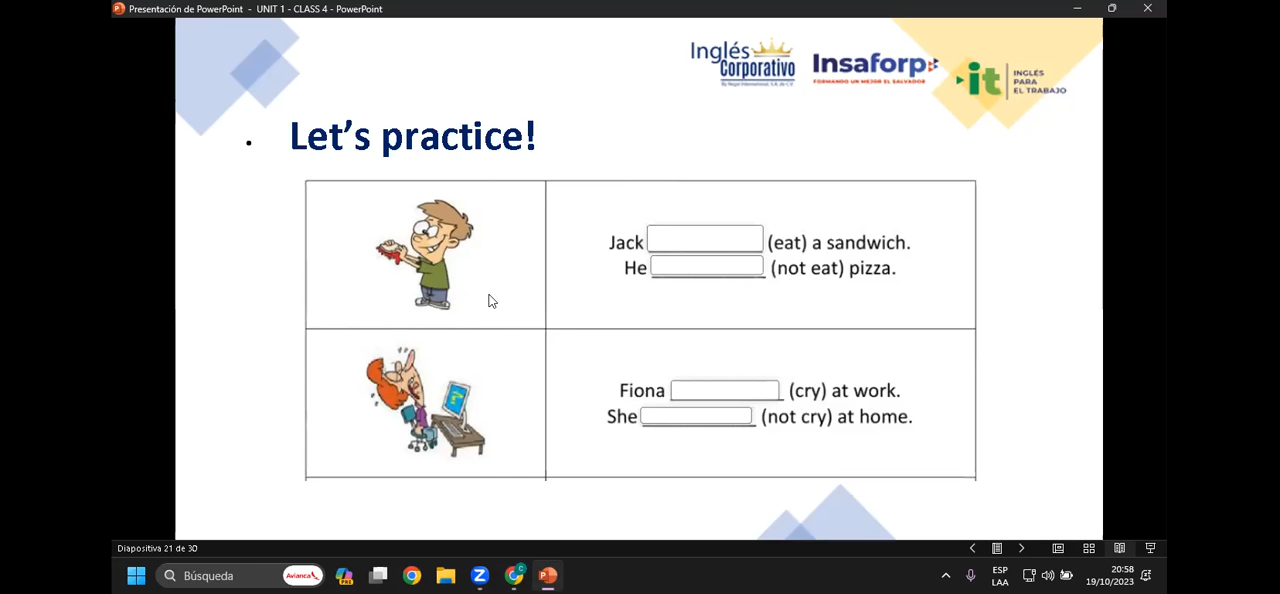 Presentación de PowerPoint - UNIT 1 - CLASS 4 - PowerPoint
Inglés
Corporativo
Insaforp
FORMANDO UN MEJOR EL SALVADOR
it
INGLÉS
PARA
EL TRABAJO
• Let's practice!
Jack (eat) a sandwich.
He (not eat) pizza.
Fiona (cry) at work.
She (not cry) at home.
Diapositiva 21 de 30
Búsqueda
Avianca
PRE
ESP
LAA
20:58
19/10/2023